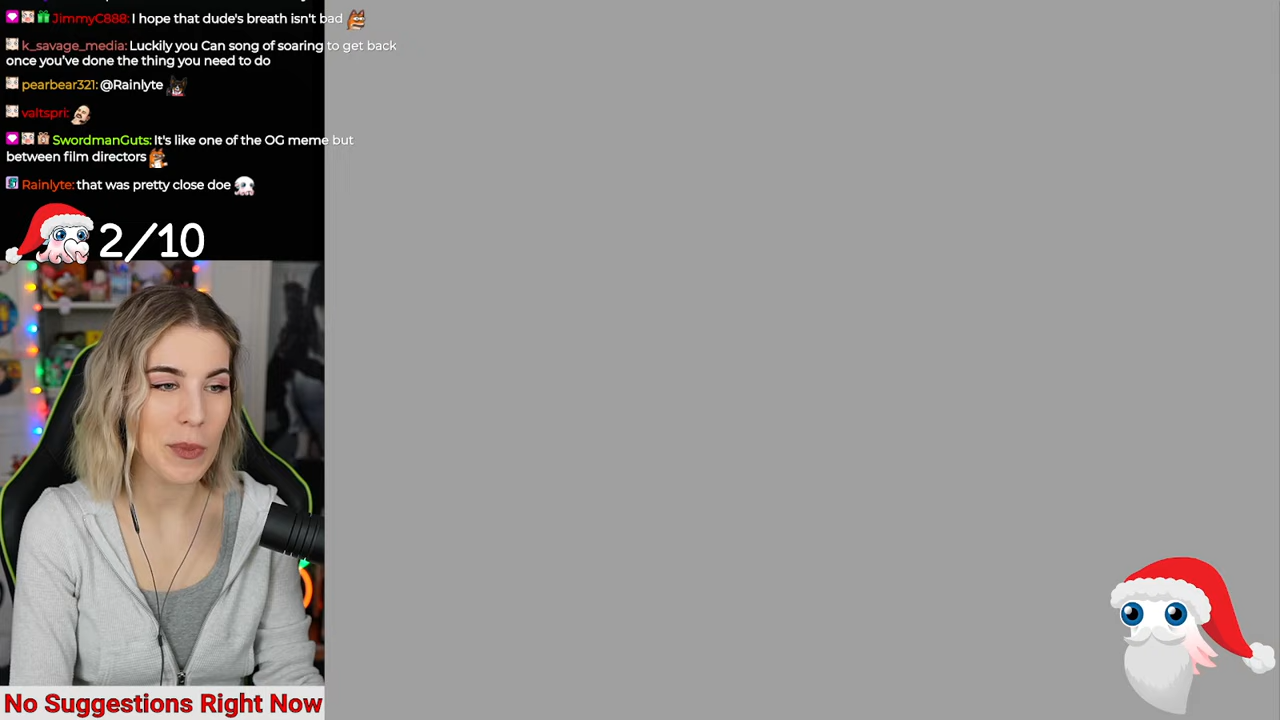 JimmyC888: I hope that dude's breath isn't bad
k_savage_media: Luckily you Can song of soaring to get back
once you've done the thing you need to do
pearbear321: @Rainlyte
valtspri:
SwordmanGuts: It's like one of the OG meme but
between film directors
Rainlyte: that was pretty close doe
2/10
No Suggestions Right Now